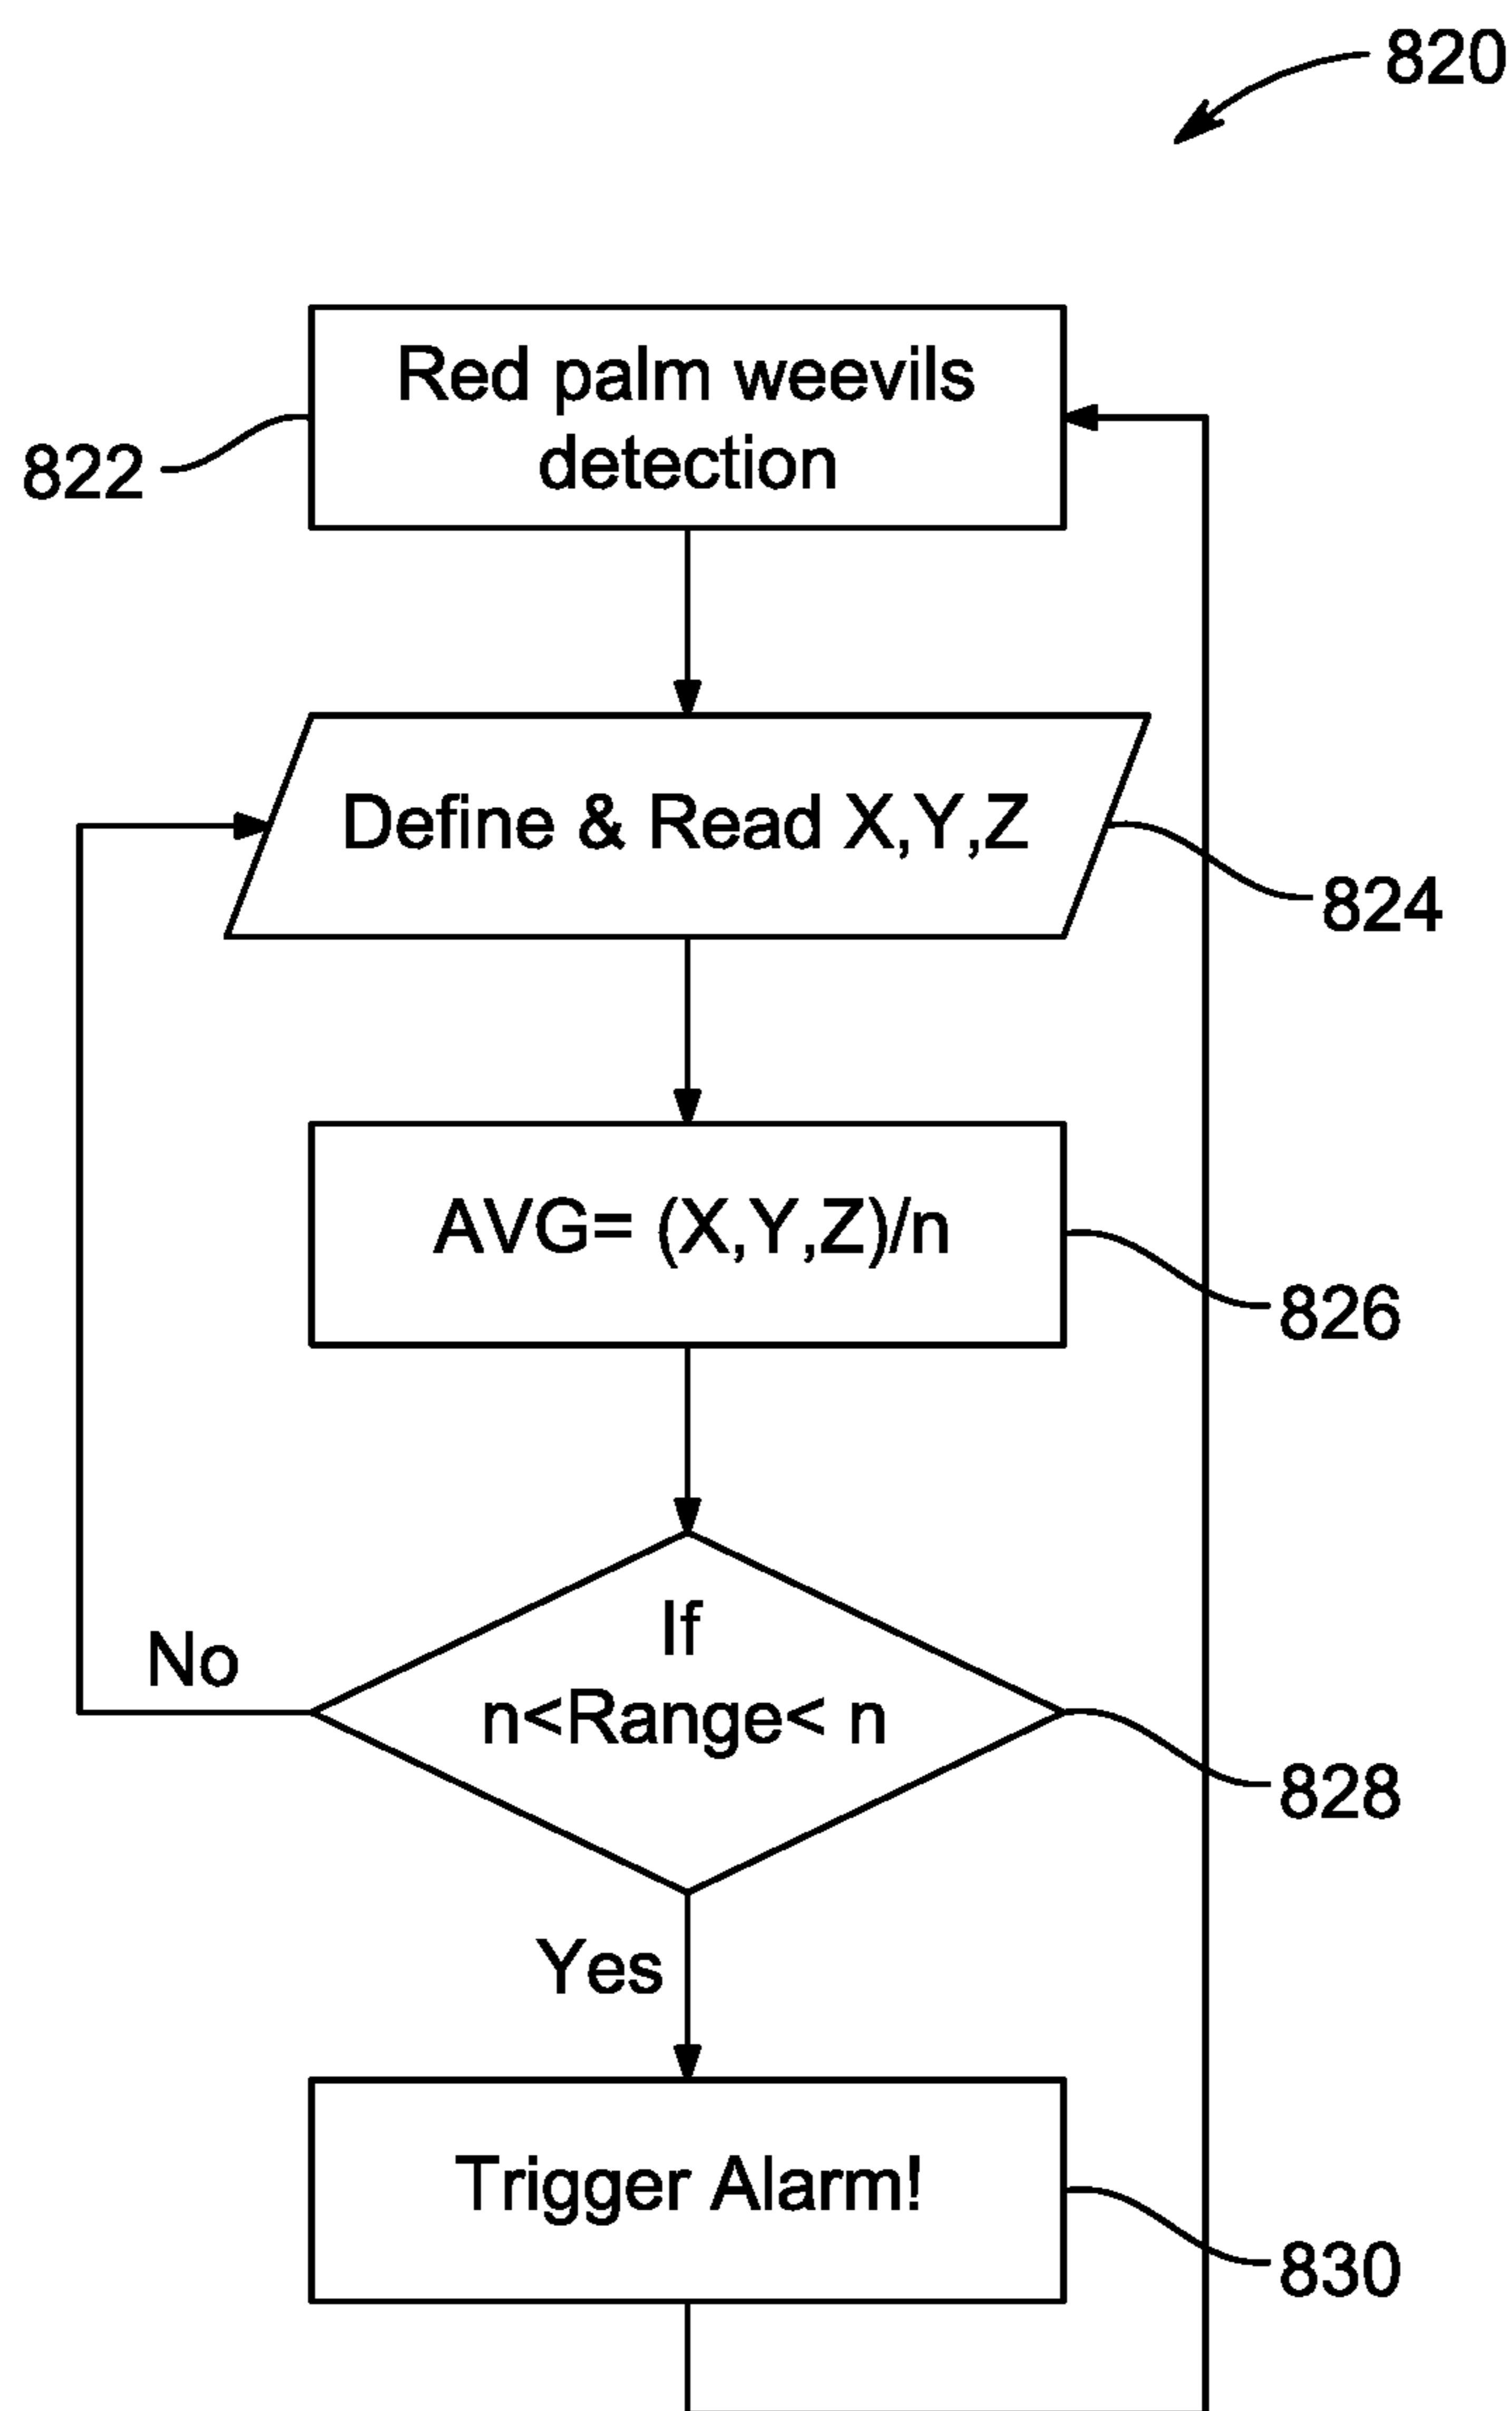 820
Red palm weevils
detection
822
Define & Read X,Y,Z
824
AVG= (X,Y,Z)/n
826
If
n<Range< n
No
828
Yes
Trigger Alarm!
830